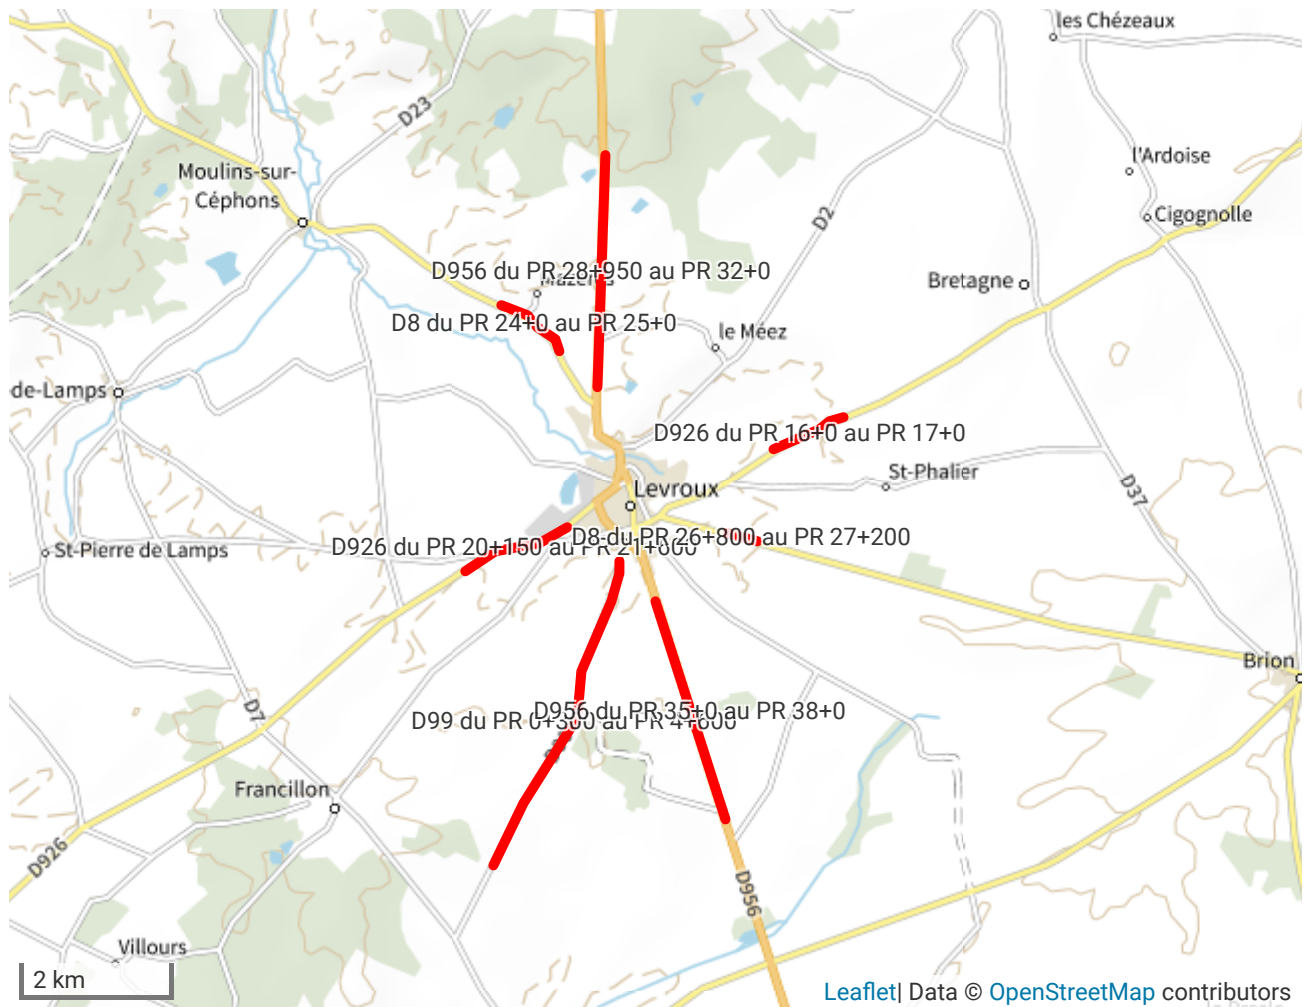 les Chézeaux
D23
l'Ardoise
Moulins-sur-
Céphons
D2
Cigognolle
D956 du PR 28+950 au PR 32+0
Mazères
Bretagne
D8 du PR 24+0 au PR 25+0
le Méez
de-Lamps
D926 du PR 16+0 au PR 17+0
St-Phalier
Levroux
D37
D8 du PR 26+800 au PR 27+200
D926 du PR 20+150 au PR 21+600
St-Pierre de Lamps
Brion
D7
D956 du PR 35+0 au PR 38+0
D99 du PR 0+300 au PR 4+600
Francillon
D926
D956
Villours
2 km
Leaflet| Data © OpenStreetMap contributors